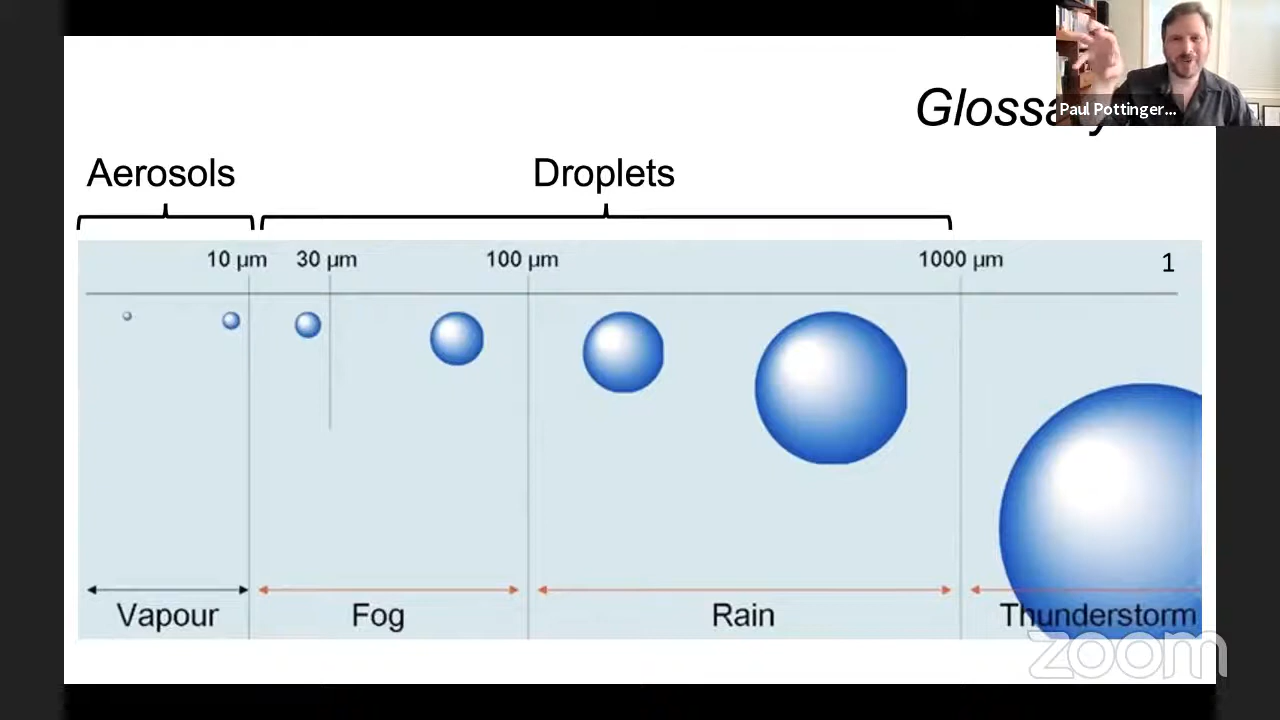 Paul Pottinger...
Glossa
Aerosols
Droplets
10 µm
30 µm
100 µm
1000 µm
1
Vapour
Fog
Rain
Thunderstorm
zoom